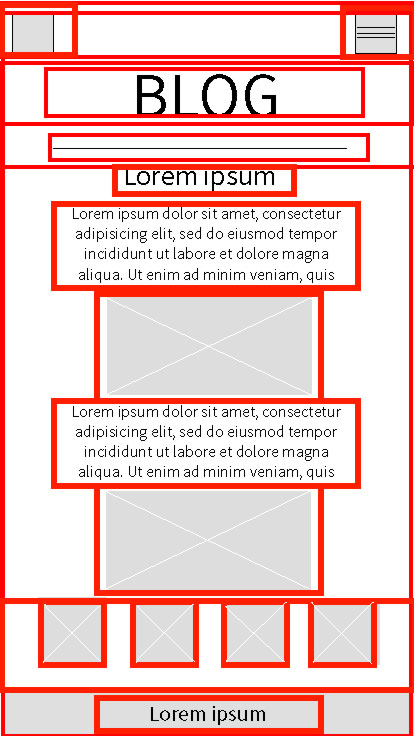 BLOG
Lorem ipsum
Lorem ipsum dolor sit amet, consectetur
adipisicing elit, sed do eiusmod tempor
incididunt ut labore et dolore magna
aliqua. Ut enim ad minim veniam, quis
Lorem ipsum dolor sit amet, consectetur
adipisicing elit, sed do eiusmod tempor
incididunt ut labore et dolore magna
aliqua. Ut enim ad minim veniam, quis
Lorem ipsum